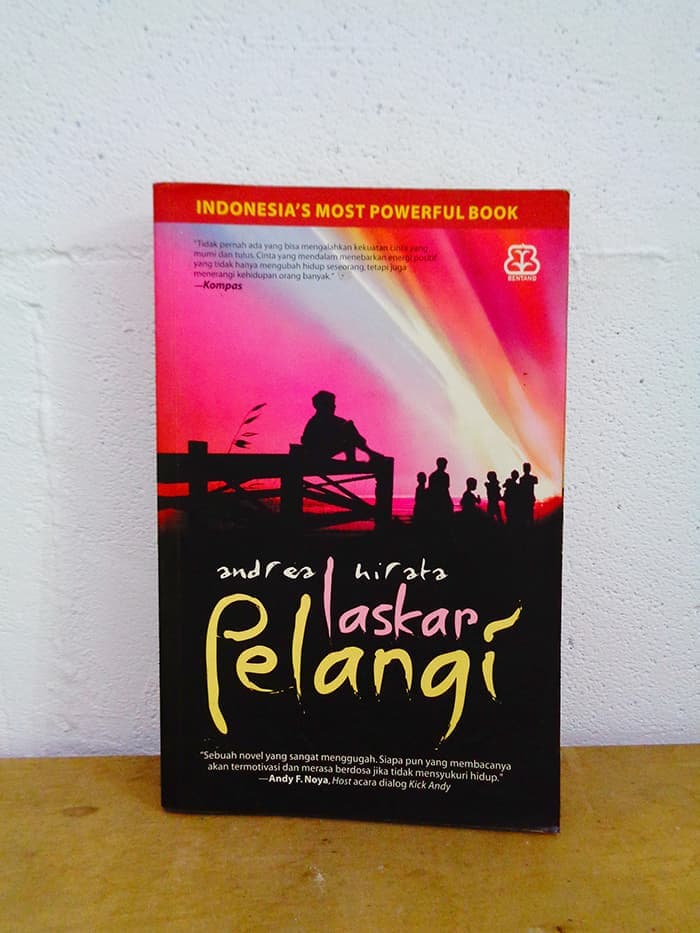 INDONESIA'S MOST POWERFUL BOOK
"Tidak pernah ada yang bisa mengalahkan kekuatan cinta yang
murni dan tulus. Cinta yang mendalam menebarkan energi positif
yang tidak hanya mengubah hidup seseorang, tetapi juga
menerangi kehidupan orang banyak."
—Kompas
BENTANG
andrea hirata
laskar
Pelangi
"Sebuah novel yang sangat menggugah. Siapa pun yang membacanya
akan termotivasi dan merasa berdosa jika tidak mensyukuri hidup."
—Andy F. Noya, Host acara dialog Kick Andy